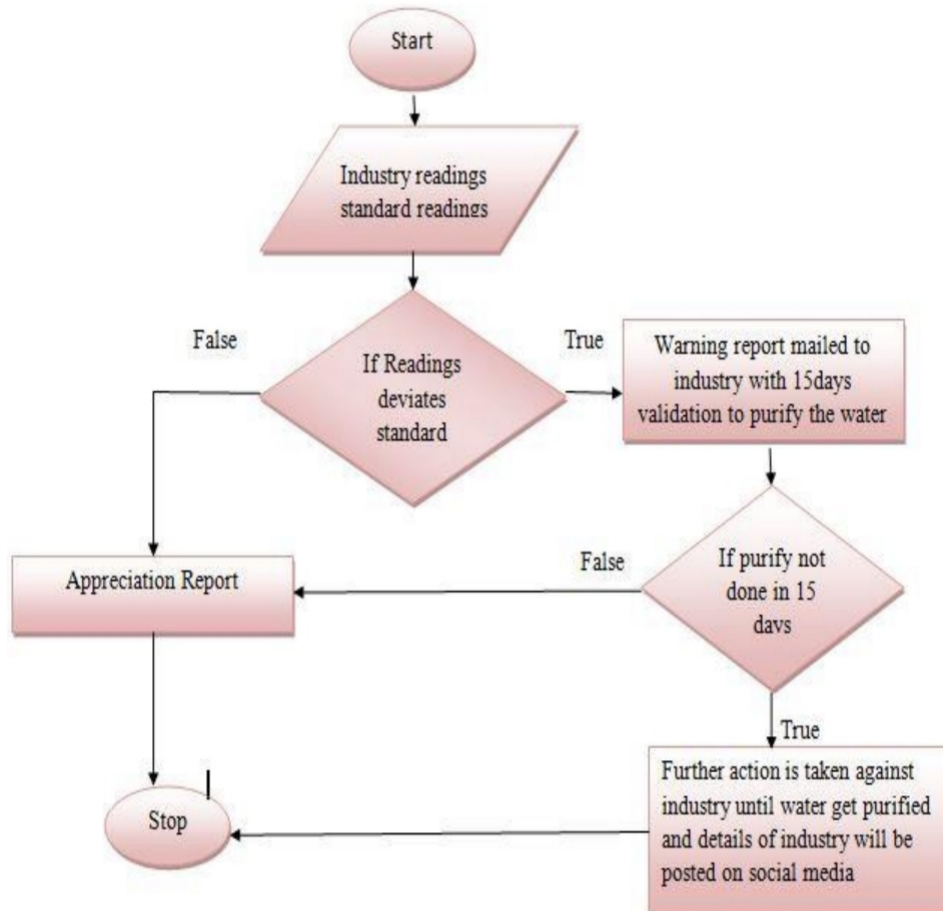 Start
Industry readings
standard readings
False
True
If Readings
deviates
standard
Warning report mailed to
industry with 15days
validation to purify the water
Appreciation Report
False
If purify not
done in 15
days
True
Further action is taken against
industry until water get purified
and details of industry will be
posted on social media
Stop